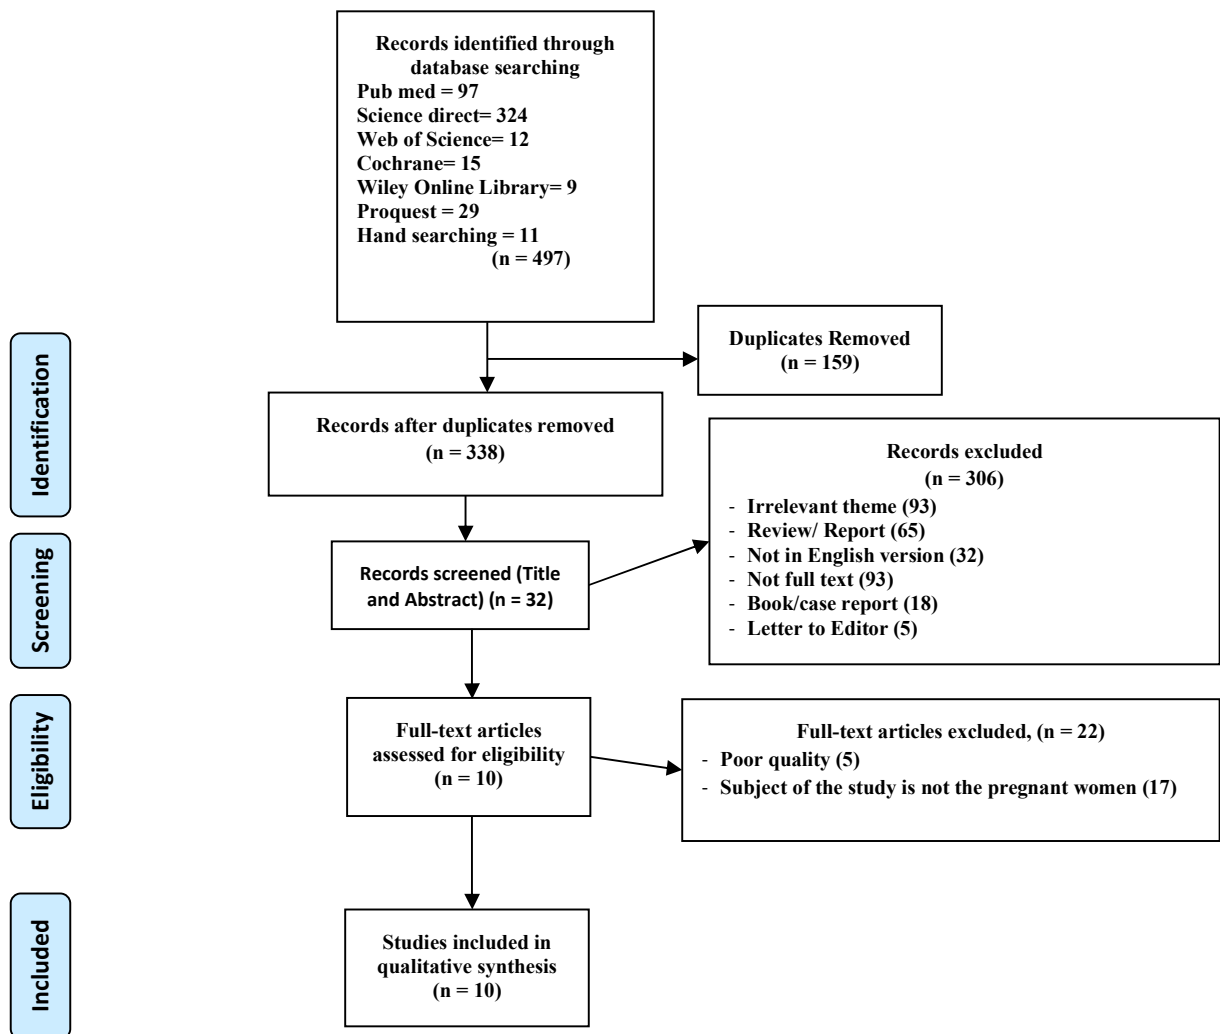 Records identified through
database searching
Pub med = 97
Science direct= 324
Web of Science= 12
Cochrane= 15
Wiley Online Library= 9
Proquest = 29
Hand searching = 11
(n = 497)
Duplicates Removed
(n = 159)
Identification
Records after duplicates removed
(n = 338)
Records excluded
(n = 306)
- Irrelevant theme (93)
- Review/ Report (65)
- Not in English version (32)
- Not full text (93)
- Book/case report (18)
- Letter to Editor (5)
Screening
Records screened (Title
and Abstract) (n = 32)
Eligibility
Full-text articles
assessed for eligibility
(n = 10)
Full-text articles excluded, (n = 22)
- Poor quality (5)
- Subject of the study is not the pregnant women (17)
Included
Studies included in
qualitative synthesis
(n = 10)